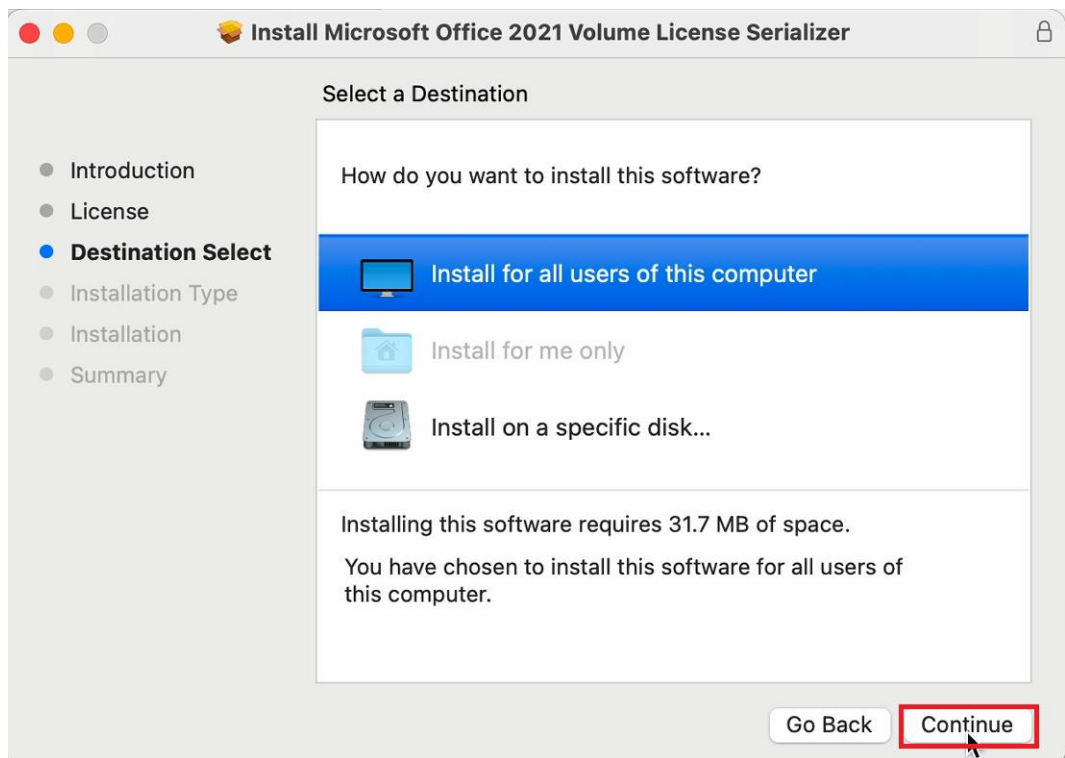 Install Microsoft Office 2021 Volume License Serializer
Select a Destination
Introduction
License
Destination Select
Installation Type
Installation
Summary
How do you want to install this software?
Install for all users of this computer
Install for me only
Install on a specific disk...
Installing this software requires 31.7 MB of space.
You have chosen to install this software for all users of
this computer.
Go Back
Continue